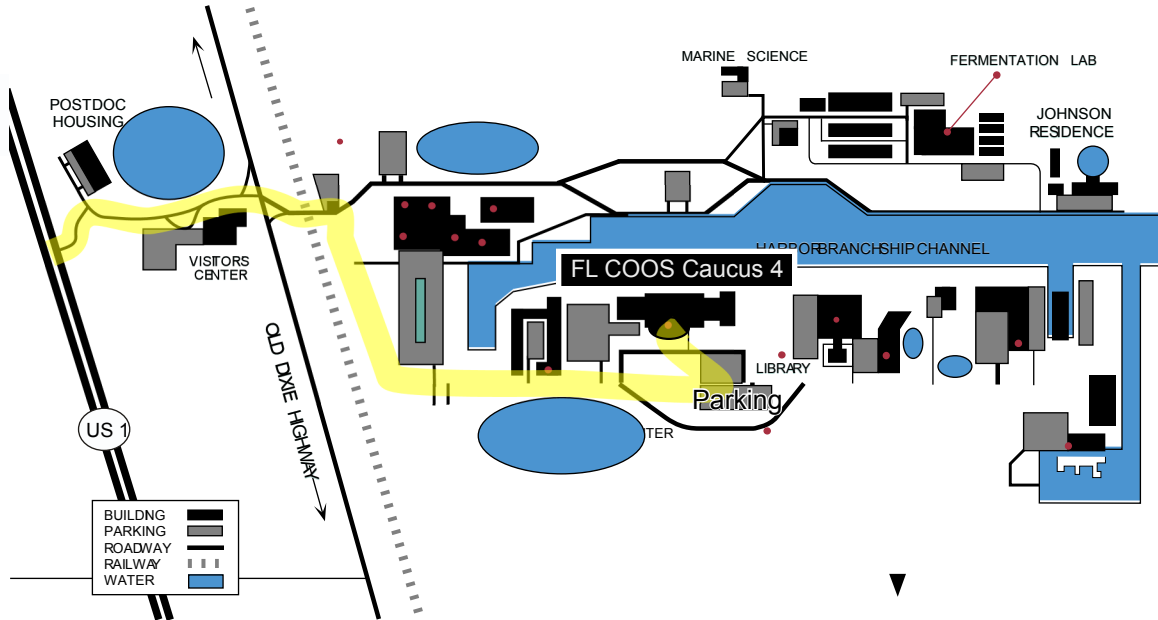 MARINE SCIENCE
FERMENTATION LAB
POSTDOC
HOUSING
JOHNSON
RESIDENCE
VISITORS
CENTER
HARBOR BRANCH SHIP CHANNEL
FL COOS Caucus 4
OLD DIXIE HIGHWAY
LIBRARY
Parking
TER
US 1
BUILDING
PARKING
ROADWAY
RAILWAY
WATER